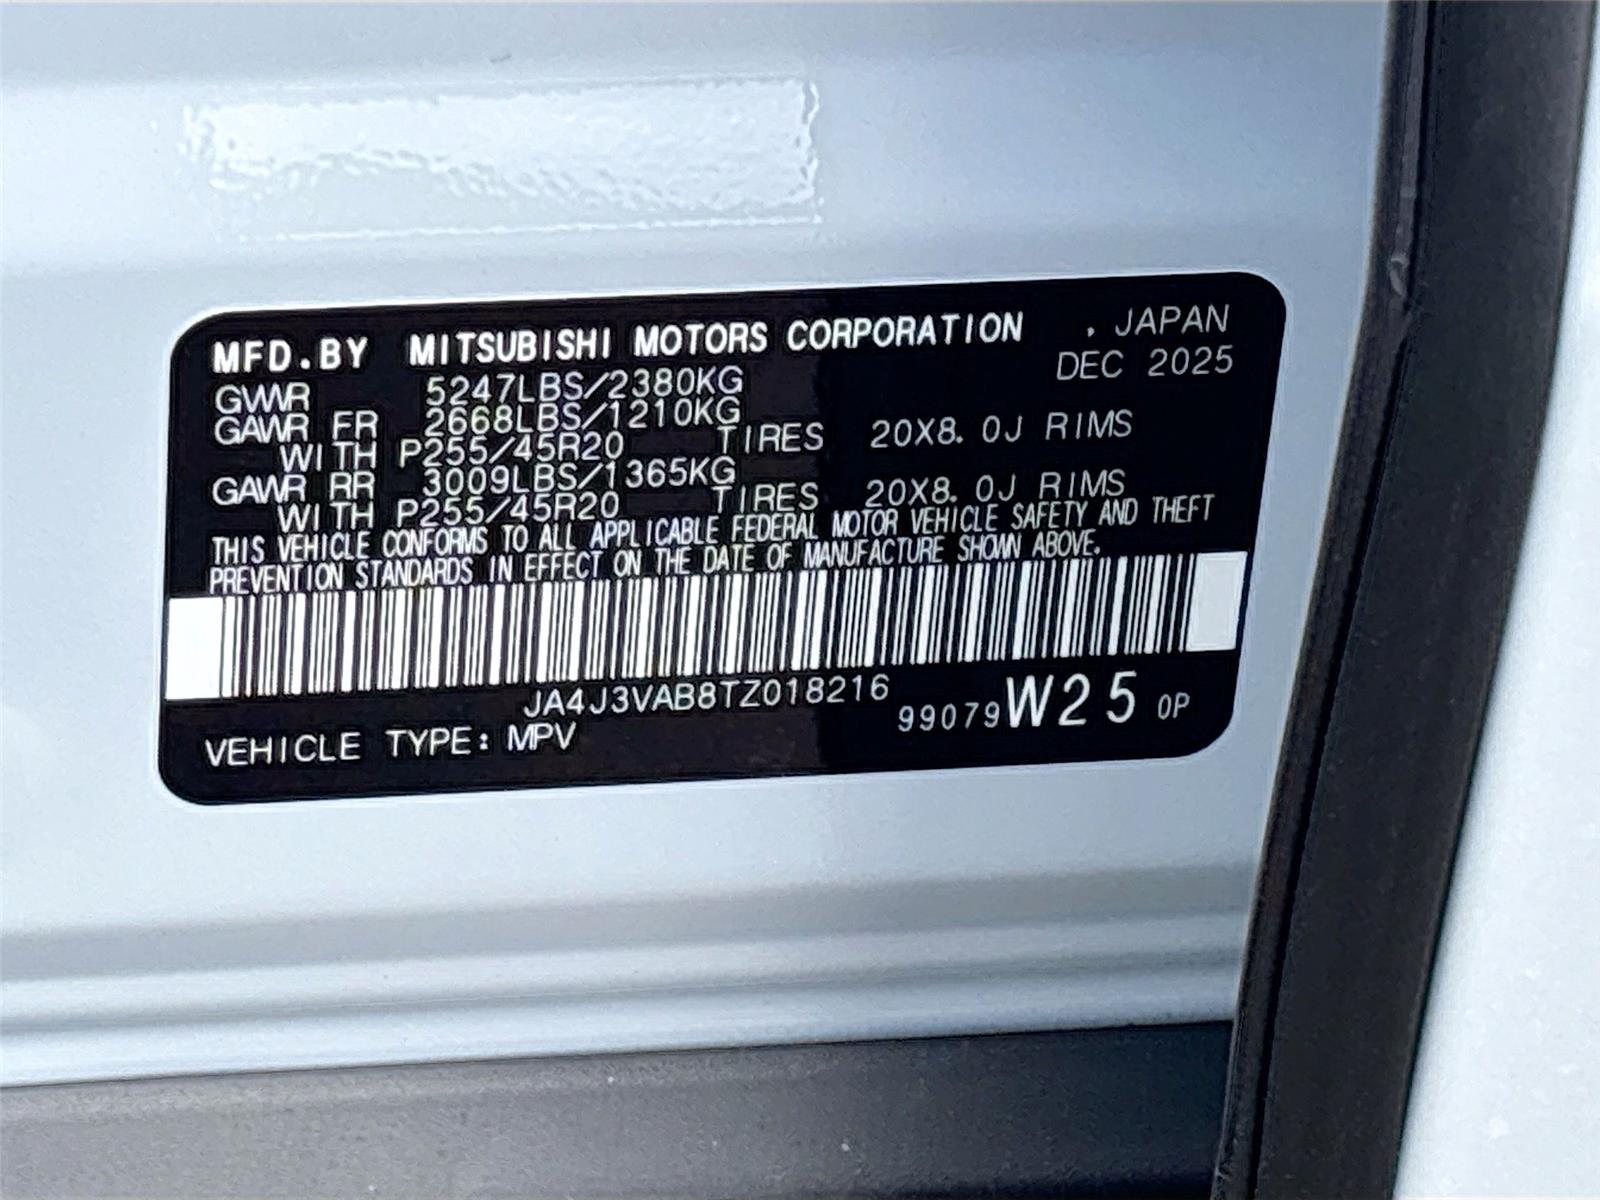 MFD.BY MITSUBISHI MOTORS CORPORATION , JAPAN
DEC 2025
GVWR 5247LBS/2380KG
GAWR FR 2668LBS/1210KG
WITH P255/45R20 TIRES 20X8.0J RIMS
GAWR RR 3009LBS/1365KG
WITH P255/45R20 TIRES 20X8.0J RIMS
THIS VEHICLE CONFORMS TO ALL APPLICABLE FEDERAL MOTOR VEHICLE SAFETY AND THEFT
PREVENTION STANDARDS IN EFFECT ON THE DATE OF MANUFACTURE SHOWN ABOVE.
JA4J3VAB8TZ018216
99079 W25 0P
VEHICLE TYPE: MPV